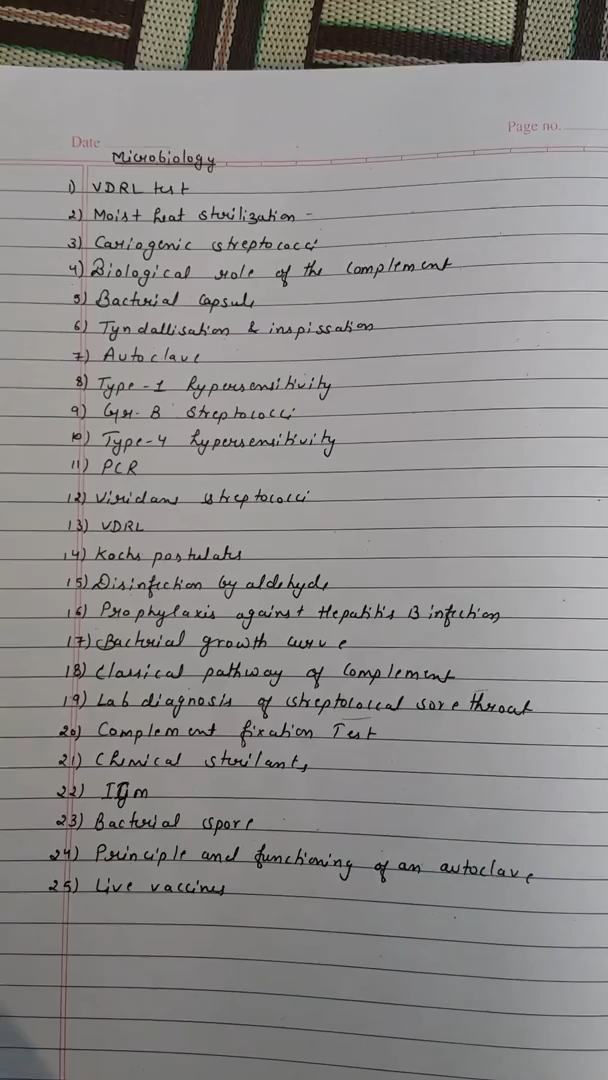 Page no.
Date
Microbiology
1) VDRL test
2) Moist heat sterilization -
3) Cariogenic streptococci
4) Biological role of the complement
5) Bacterial capsule
6) Tyndallisation & inspissation
7) Autoclave
8) Type-1 hypersensitivity
9) Gr. B streptococci
10) Type-4 hypersensitivity
11) PCR
12) Viridans streptococci
13) VDRL
14) Kochs postulates
15) Disinfection by aldehyde
16) Prophylaxis against Hepatitis B infection
17) Bacterial growth curve
18) Classical pathway of complement
19) Lab diagnosis of streptococcal sore throat
20) Complement fixation Test
21) Chemical sterilants,
22) IgM
23) Bacterial spore
24) Principle and functioning of an autoclave
25) Live vaccines